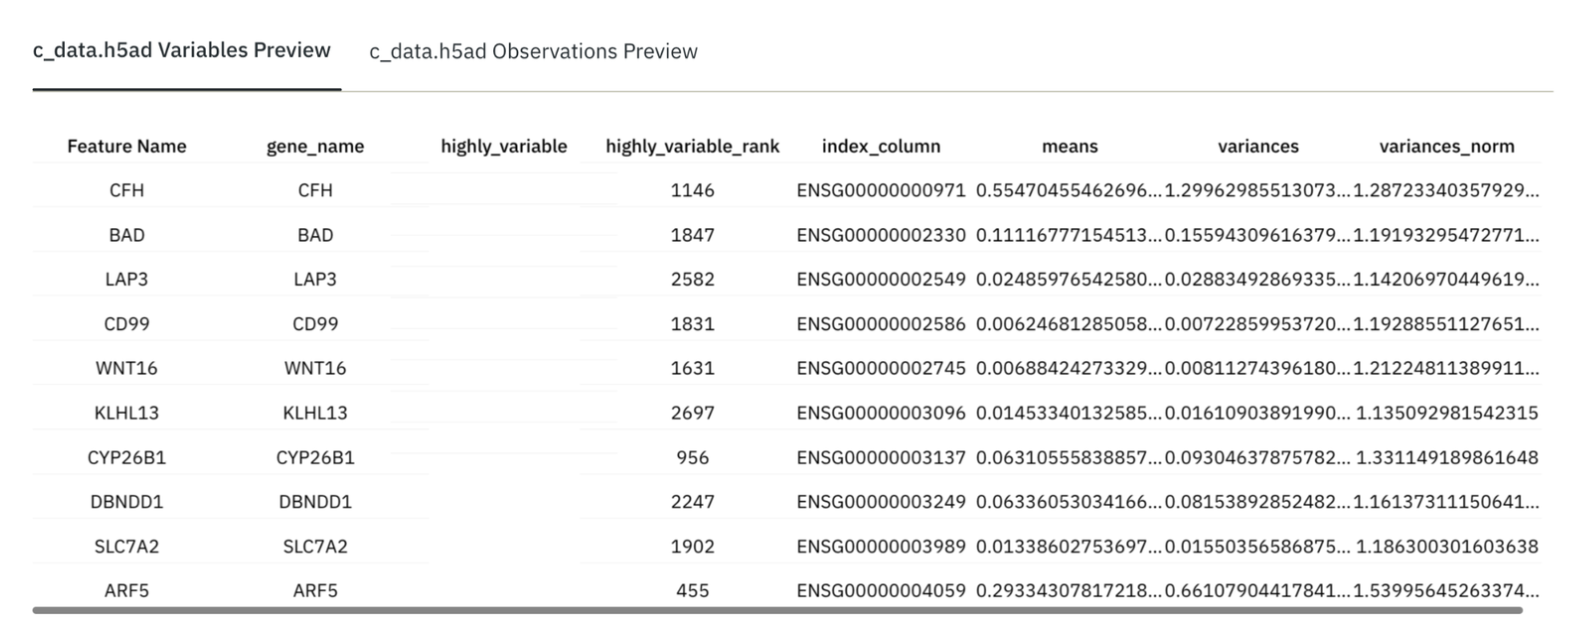 c_data.h5ad Variables Preview c_data.h5ad Observations Preview
Feature Name gene_name highly_variable highly_variable_rank index_column means variances variances_norm
CFH CFH 1146 ENSG00000000971 0.55470455462696... 1.29962985513073... 1.28723340357929...
BAD BAD 1847 ENSG00000002330 0.11116777154513... 0.15594309616379... 1.19193295472771...
LAP3 LAP3 2582 ENSG00000002549 0.02485976542580... 0.02883492869335... 1.14206970449619...
CD99 CD99 1831 ENSG00000002586 0.00624681285058... 0.00722859953720... 1.19288551127651...
WNT16 WNT16 1631 ENSG00000002745 0.00688424273329... 0.00811274396180... 1.21224811389911...
KLHL13 KLHL13 2697 ENSG00000003096 0.01453340132585... 0.01610903891990... 1.135092981542315
CYP26B1 CYP26B1 956 ENSG00000003137 0.06310555838857... 0.09304637875782... 1.331149189861648
DBNDD1 DBNDD1 2247 ENSG00000003249 0.06336053034166... 0.08153892852482... 1.16137311150641...
SLC7A2 SLC7A2 1902 ENSG00000003989 0.01338602753697... 0.01550356586875... 1.186300301603638
ARF5 ARF5 455 ENSG00000004059 0.29334307817218... 0.66107904417841... 1.53995645263374...